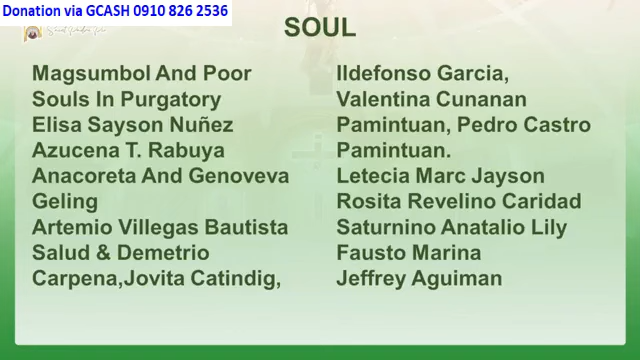 Donation via GCASH 0910 826 2536
SOUL
Magsumbol And Poor
Souls In Purgatory
Elisa Sayson Nuñez
Azucena T. Rabuya
Anacoreta And Genoveva
Geling
Artemio Villegas Bautista
Salud & Demetrio
Carpena,Jovita Catindig,
Ildefonso Garcia,
Valentina Cunanan
Pamintuan, Pedro Castro
Pamintuan.
Letecia Marc Jayson
Rosita Revelino Caridad
Saturnino Anatalio Lily
Fausto Marina
Jeffrey Aguiman